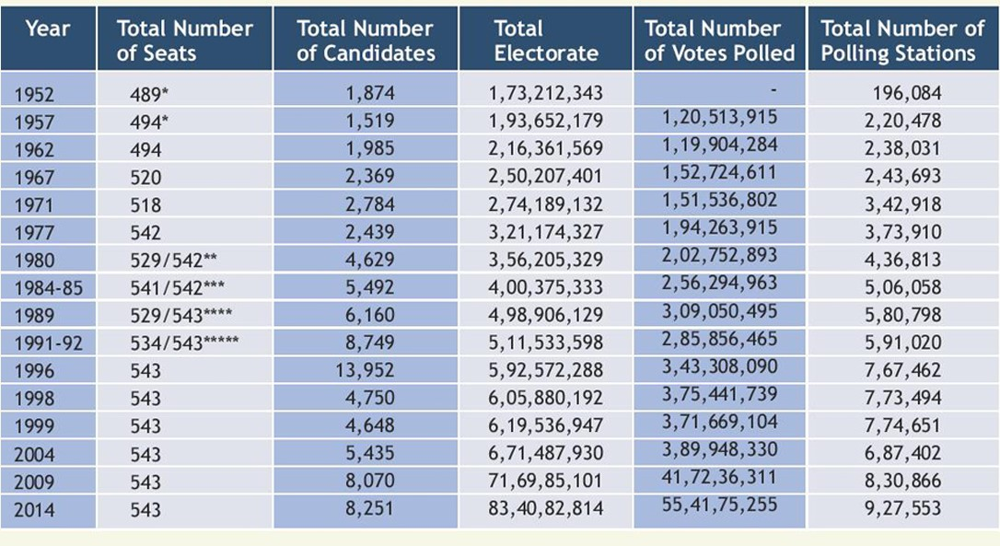 Year Total Number of Seats Total Number of Candidates Total Electorate Total Number of Votes Polled Total Number of Polling Stations
1952 489* 1,874 1,73,212,343 - 196,084
1957 494* 1,519 1,93,652,179 1,20,513,915 2,20,478
1962 494 1,985 2,16,361,569 1,19,904,284 2,38,031
1967 520 2,369 2,50,207,401 1,52,724,611 2,43,693
1971 518 2,784 2,74,189,132 1,51,536,802 3,42,918
1977 542 2,439 3,21,174,327 1,94,263,915 3,73,910
1980 529/542** 4,629 3,56,205,329 2,02,752,893 4,36,813
1984-85 541/542*** 5,492 4,00,375,333 2,56,294,963 5,06,058
1989 529/543**** 6,160 4,98,906,129 3,09,050,495 5,80,798
1991-92 534/543***** 8,749 5,11,533,598 2,85,856,465 5,91,020
1996 543 13,952 5,92,572,288 3,43,308,090 7,67,462
1998 543 4,750 6,05,880,192 3,75,441,739 7,73,494
1999 543 4,648 6,19,536,947 3,71,669,104 7,74,651
2004 543 5,435 6,71,487,930 3,89,948,330 6,87,402
2009 543 8,070 71,69,85,101 41,72,36,311 8,30,866
2014 543 8,251 83,40,82,814 55,41,75,255 9,27,553